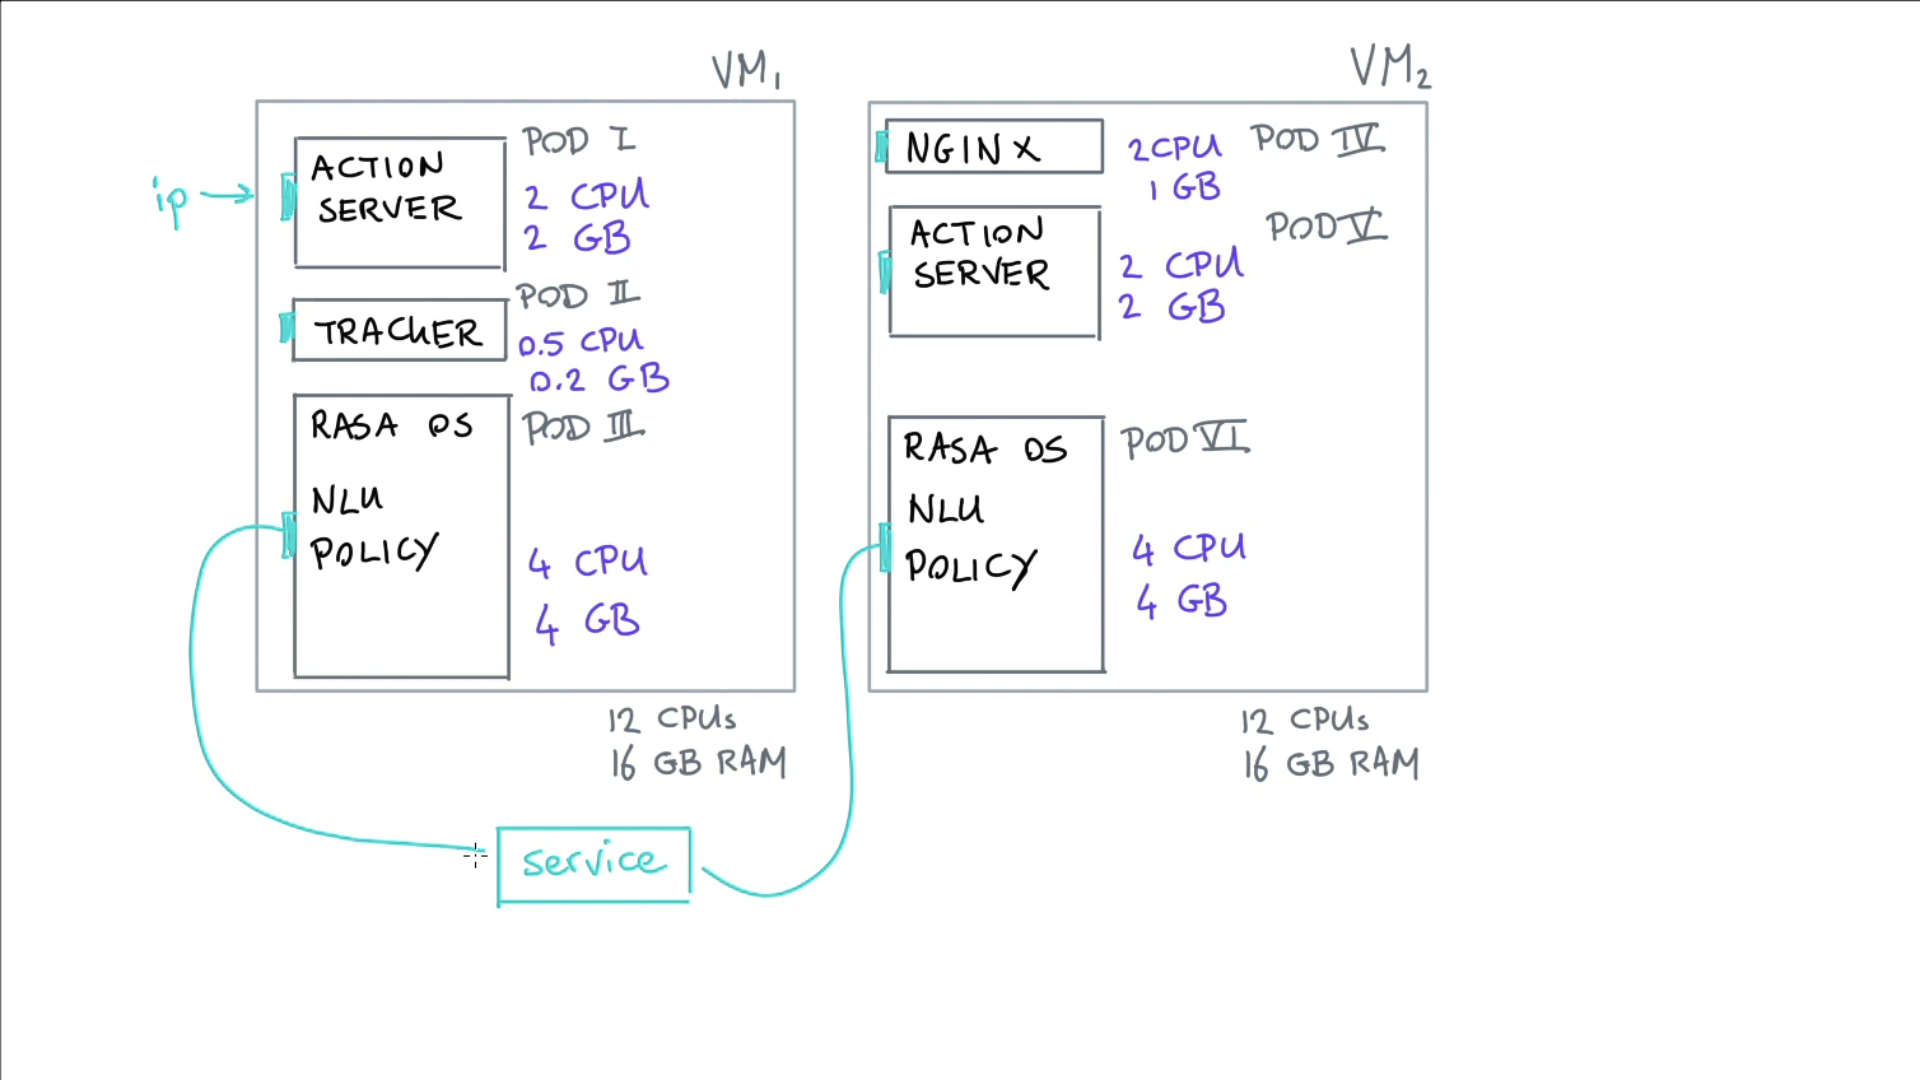 VM1
ip
ACTION
SERVER
POD I
2 CPU
2 GB
TRACKER
POD II
0.5 CPU
0.2 GB
RASA OS
NLU
POLICY
POD III
4 CPU
4 GB
12 CPUs
16 GB RAM
VM2
NGINX
2CPU
1 GB
POD IV
ACTION
SERVER
2 CPU
2 GB
POD V
RASA OS
NLU
POLICY
POD VI
4 CPU
4 GB
12 CPUs
16 GB RAM
service